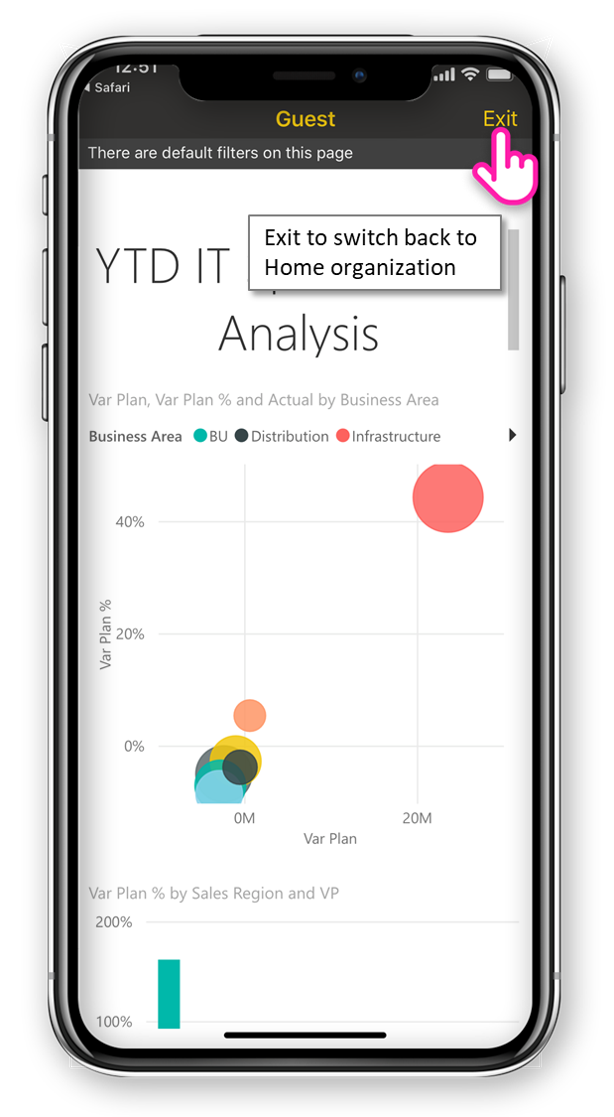 12:51
Safari
Guest
Exit
There are default filters on this page
Exit to switch back to
Home organization
YTD IT
Analysis
Var Plan, Var Plan % and Actual by Business Area
Business Area BU Distribution Infrastructure
40%
20%
0%
Var Plan %
0M 20M
Var Plan
Var Plan % by Sales Region and VP
200%
100%